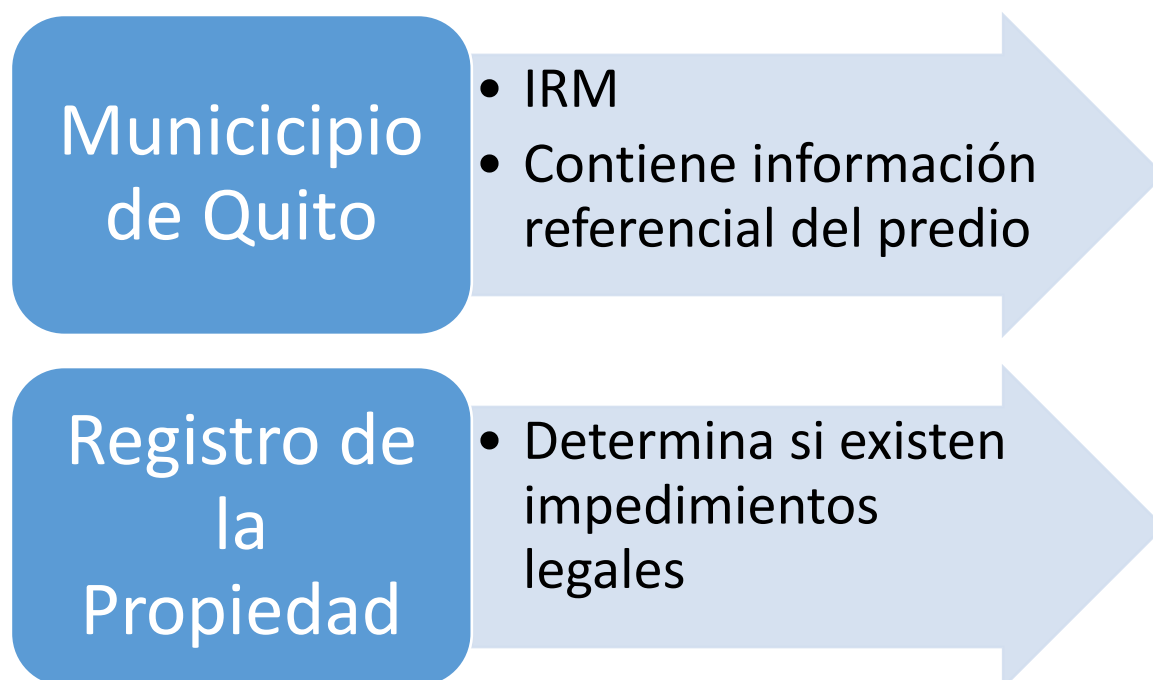 Municicipio
de Quito
• IRM
• Contiene información
referencial del predio
Registro de
la
Propiedad
• Determina si existen
impedimientos
legales